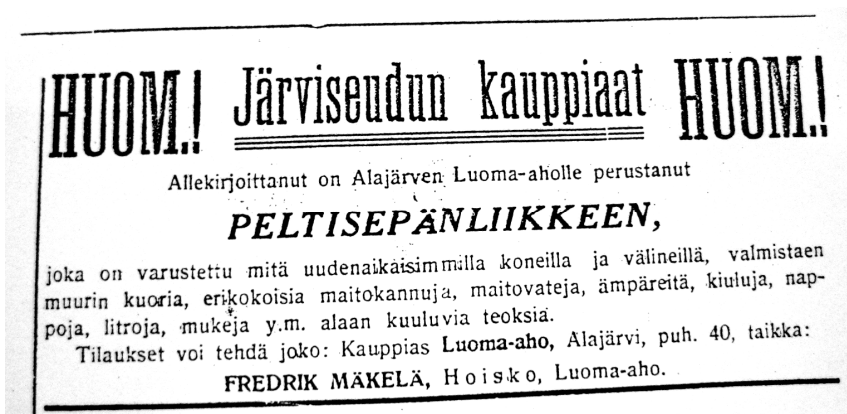 HUOM.! Järviseudun kauppiaat HUOM.!
Allekirjoittanut on Alajärven Luoma-aholle perustanut
PELTISEPÄNLIIKKEEN,
joka on varustettu mitä uudenaikaisimmilla koneilla ja välineillä, valmistaen
muurin kuoria, erikokoisia maitokannuja, maitovateja, ämpäreitä, kiuluja, nap-
poja, litroja, mukeja y.m. alaan kuuluvia teoksia.
Tilaukset voi tehdä joko: Kauppias Luoma-aho, Alajärvi, puh. 40, taikka:
FREDRIK MÄKELÄ, Hoisko, Luoma-aho.